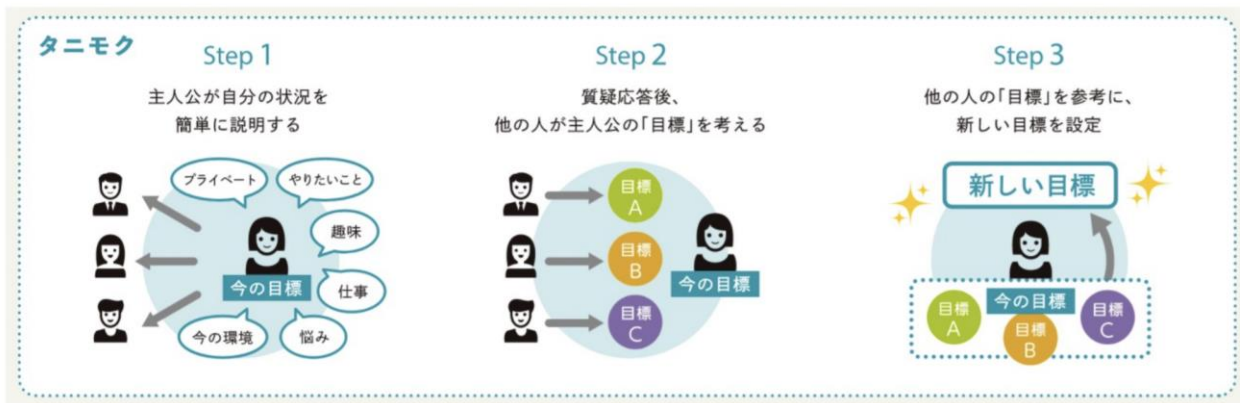 タニモク
Step 1
主人公が自分の状況を
簡単に説明する
プライベート
やりたいこと
趣味
今の目標
仕事
今の環境
悩み
Step 2
質疑応答後、
他の人が主人公の「目標」を考える
目標
A
目標
B
目標
C
今の目標
Step 3
他の人の「目標」を参考に、
新しい目標を設定
新しい目標
今の目標
目標
A
目標
B
目標
C